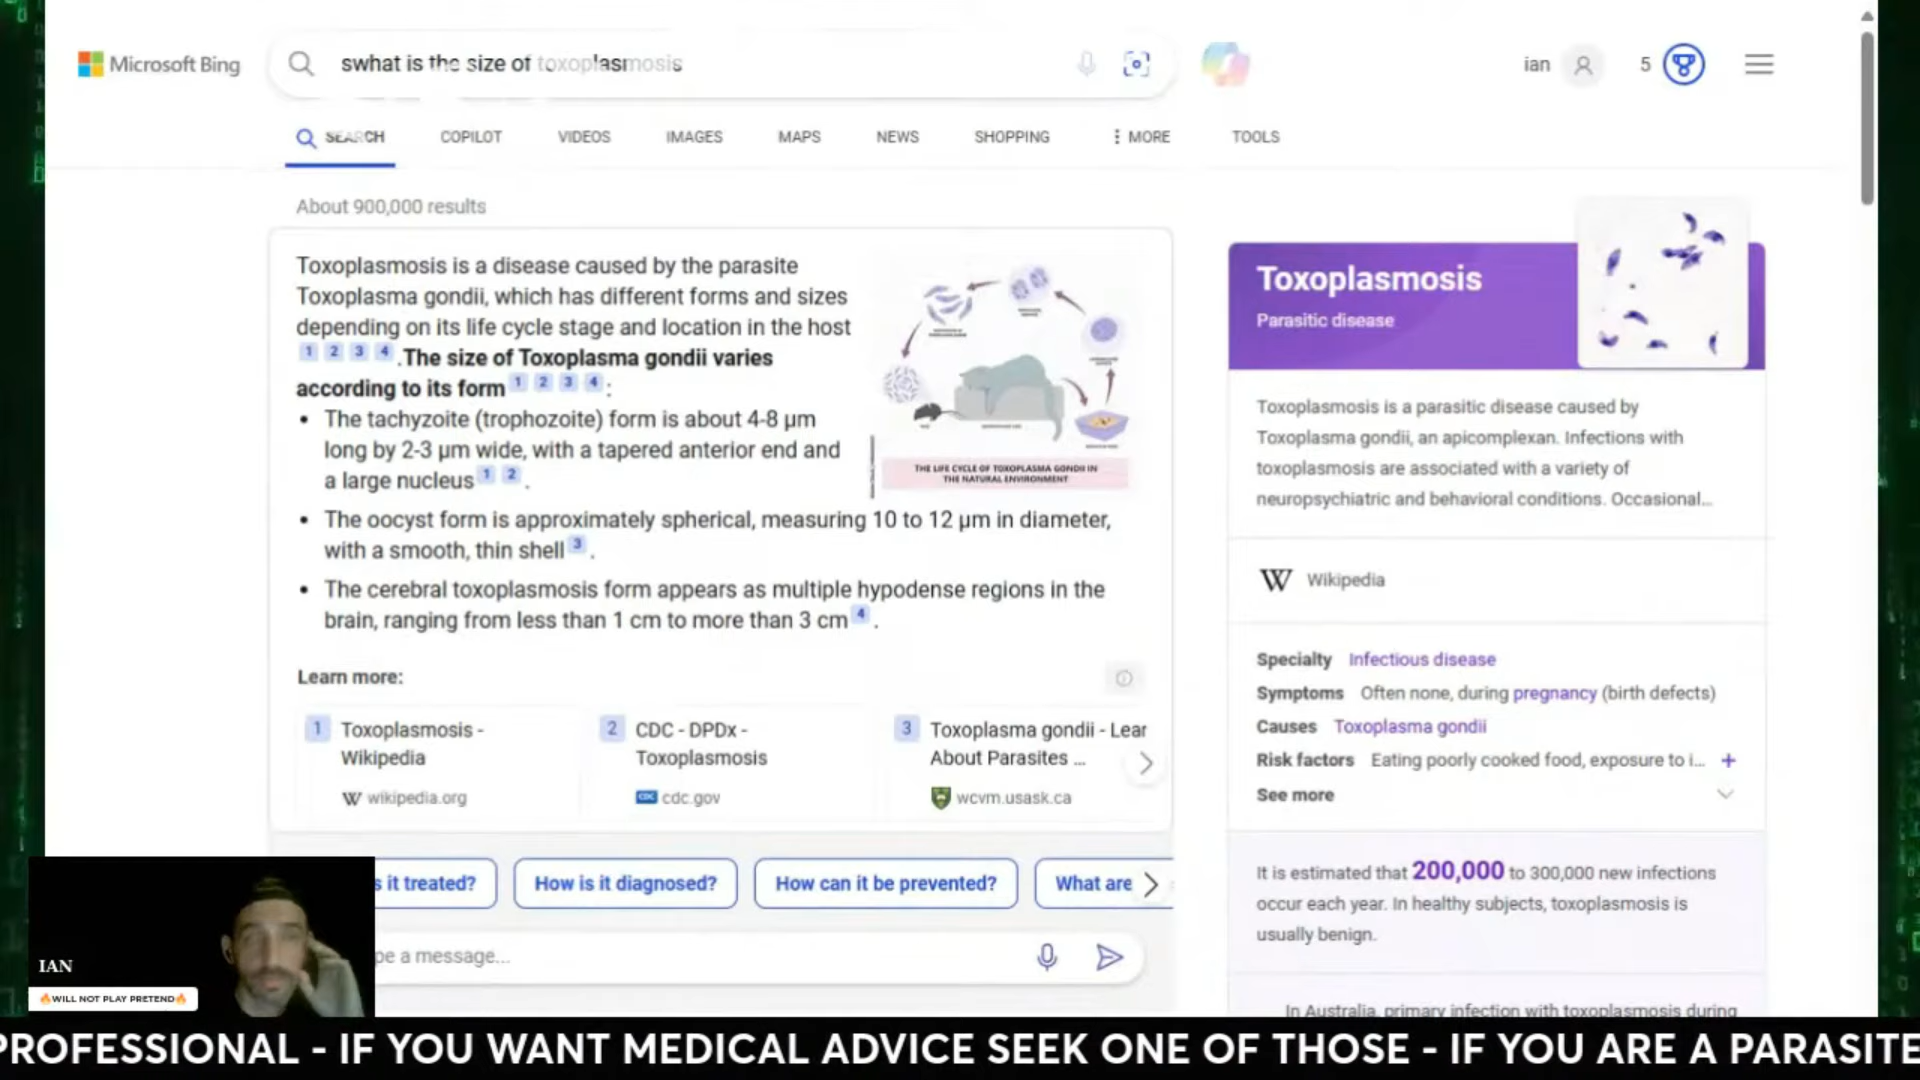 Microsoft Bing
swhat is the size of toxoplasmosis
ian
5
SEARCH
COPILOT
VIDEOS
IMAGES
MAPS
NEWS
SHOPPING
MORE
TOOLS
About 900,000 results
Toxoplasmosis is a disease caused by the parasite
Toxoplasma gondii, which has different forms and sizes
depending on its life cycle stage and location in the host
1 2 3 4 .The size of Toxoplasma gondii varies
according to its form 1 2 3 4 :
• The tachyzoite (trophozoite) form is about 4-8 µm
long by 2-3 µm wide, with a tapered anterior end and
a large nucleus 1 2 .
THE LIFE CYCLE OF TOXOPLASMA GONDII IN
THE NATURAL ENVIRONMENT
• The oocyst form is approximately spherical, measuring 10 to 12 µm in diameter,
with a smooth, thin shell 3 .
• The cerebral toxoplasmosis form appears as multiple hypodense regions in the
brain, ranging from less than 1 cm to more than 3 cm 4 .
Learn more:
1 Toxoplasmosis -
Wikipedia
wikipedia.org
2 CDC - DPDx -
Toxoplasmosis
CDC cdc.gov
3 Toxoplasma gondii - Lear
About Parasites ...
wcvm.usask.ca
s it treated?
How is it diagnosed?
How can it be prevented?
What are
pe a message...
Toxoplasmosis
Parasitic disease
Toxoplasmosis is a parasitic disease caused by
Toxoplasma gondii, an apicomplexan. Infections with
toxoplasmosis are associated with a variety of
neuropsychiatric and behavioral conditions. Occasional...
W Wikipedia
Specialty Infectious disease
Symptoms Often none, during pregnancy (birth defects)
Causes Toxoplasma gondii
Risk factors Eating poorly cooked food, exposure to i... +
See more
It is estimated that 200,000 to 300,000 new infections
occur each year. In healthy subjects, toxoplasmosis is
usually benign.
In Australia, primary infection with toxoplasmosis during
IAN
🔥WILL NOT PLAY PRETEND🔥
PROFESSIONAL - IF YOU WANT MEDICAL ADVICE SEEK ONE OF THOSE - IF YOU ARE A PARASITE